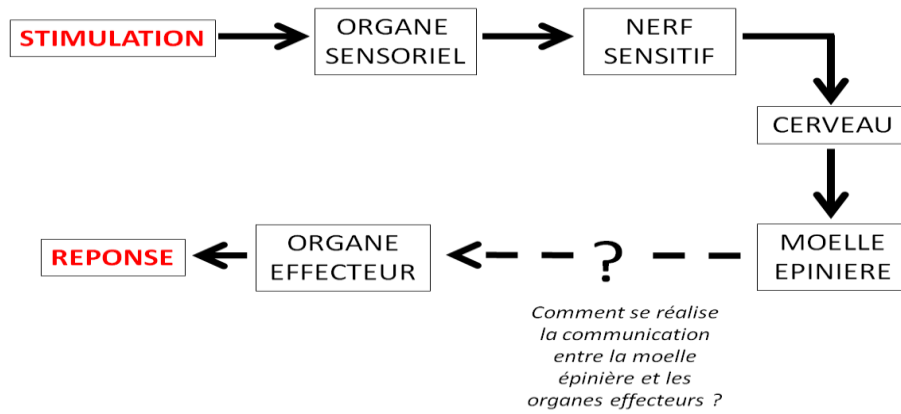 STIMULATION
ORGANE
SENSORIEL
NERF
SENSITIF
CERVEAU
MOELLE
EPINIERE
?
ORGANE
EFFECTEUR
REPONSE
Comment se réalise
la communication
entre la moelle
épinière et les
organes effecteurs ?